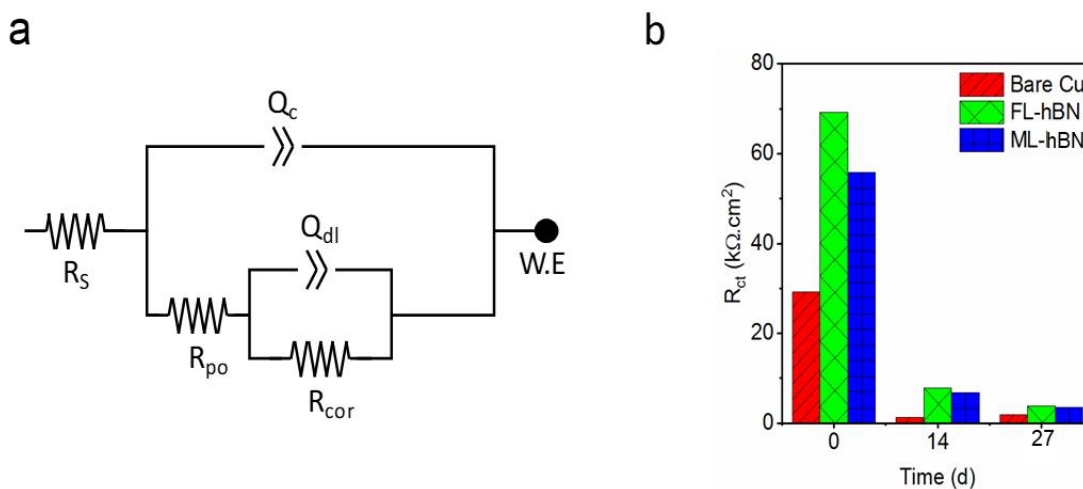 a
Q_c
R_S
Q_dl
W.E
R_po
R_cor
b
80
60
40
20
0
R_ct (kΩ.cm²)
Bare Cu
FL-hBN
ML-hBN
0 14 27
Time (d)